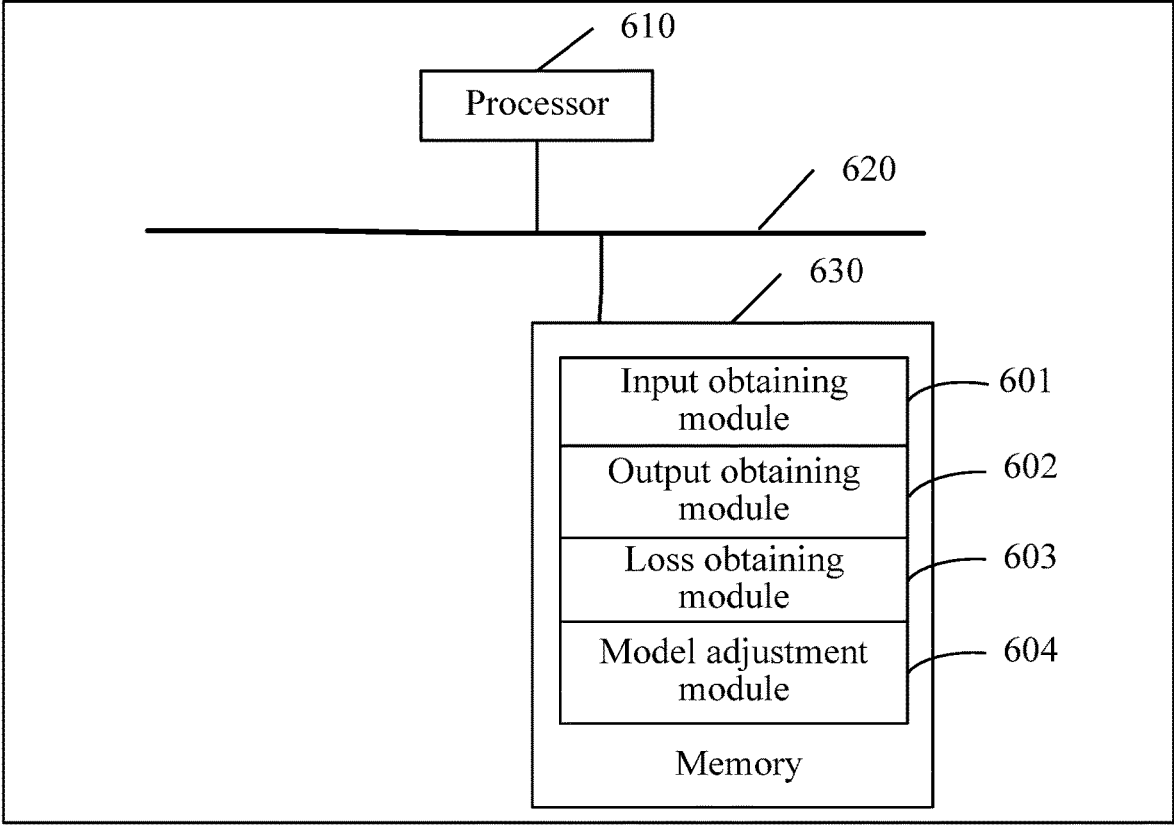 610
Processor
620
630
Input obtaining
module
601
Output obtaining
module
602
Loss obtaining
module
603
Model adjustment
module
604
Memory